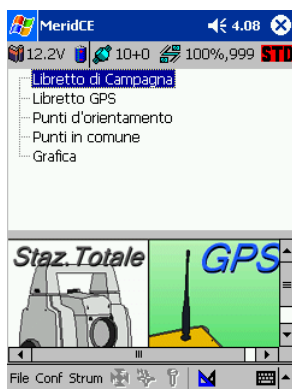 MeridCE 4.08
12.2V 10+0 100%,999 STD
Libretto di Campagna
Libretto GPS
Punti d'orientamento
Punti in comune
Grafica
Staz.Totale GPS
File Conf Strum